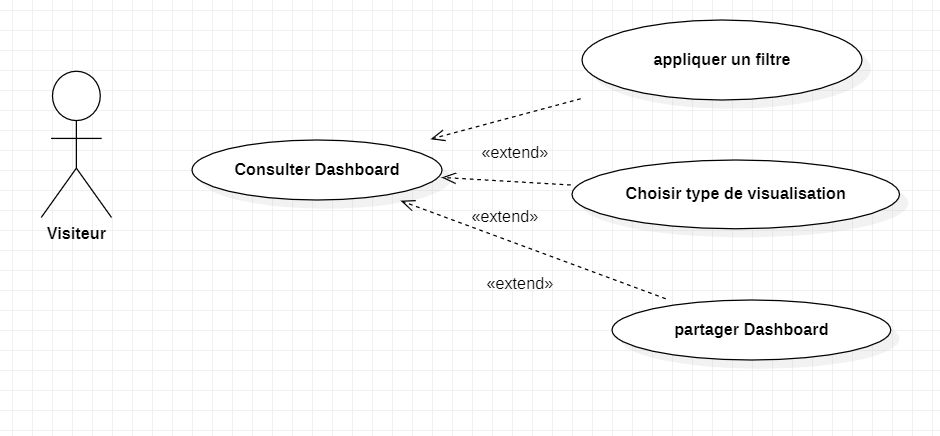 appliquer un filtre
«extend»
Consulter Dashboard
Choisir type de visualisation
«extend»
Visiteur
«extend»
partager Dashboard